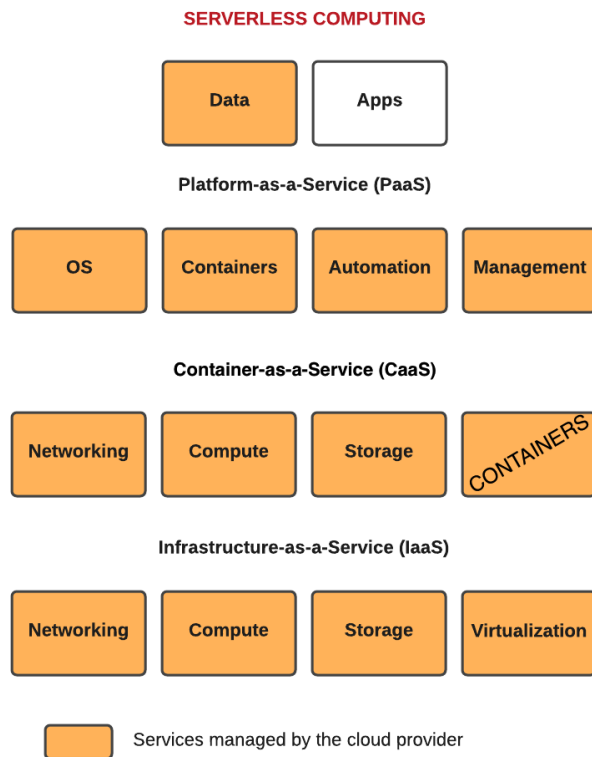 SERVERLESS COMPUTING
Data Apps
Platform-as-a-Service (PaaS)
OS Containers Automation Management
Container-as-a-Service (CaaS)
Networking Compute Storage CONTAINERS
Infrastructure-as-a-Service (IaaS)
Networking Compute Storage Virtualization
Services managed by the cloud provider